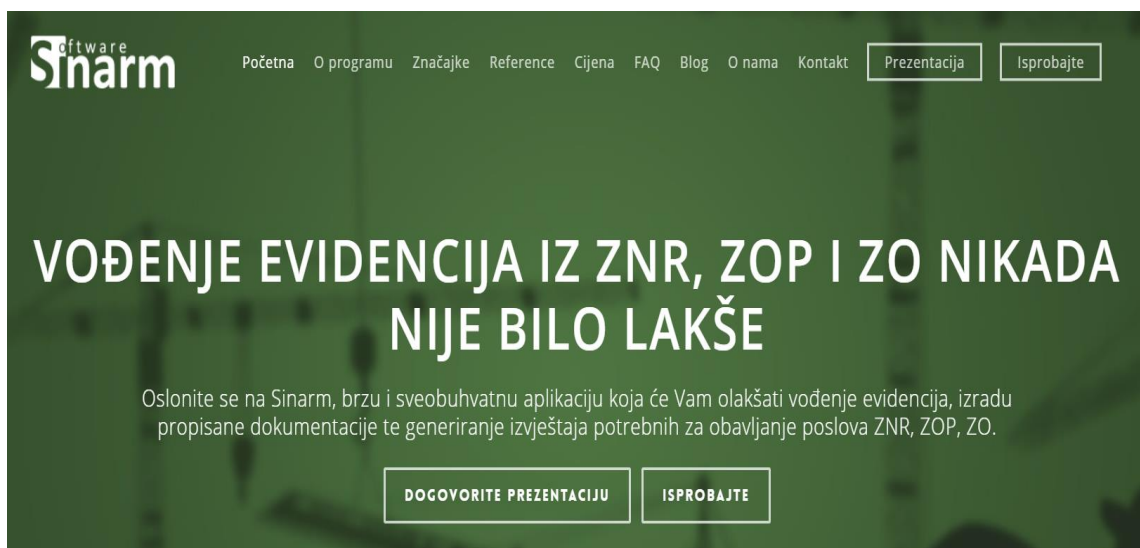 Software
Sinarm
Početna O programu Značajke Reference Cijena FAQ Blog O nama Kontakt Prezentacija Isprobajte
VOĐENJE EVIDENCIJA IZ ZNR, ZOP I ZO NIKADA
NIJE BILO LAKŠE
Oslonite se na Sinarm, brzu i sveobuhvatnu aplikaciju koja će Vam olakšati vođenje evidencija, izradu
propisane dokumentacije te generiranje izvještaja potrebnih za obavljanje poslova ZNR, ZOP, ZO.
DOGOVORITE PREZENTACIJU ISPROBAJTE